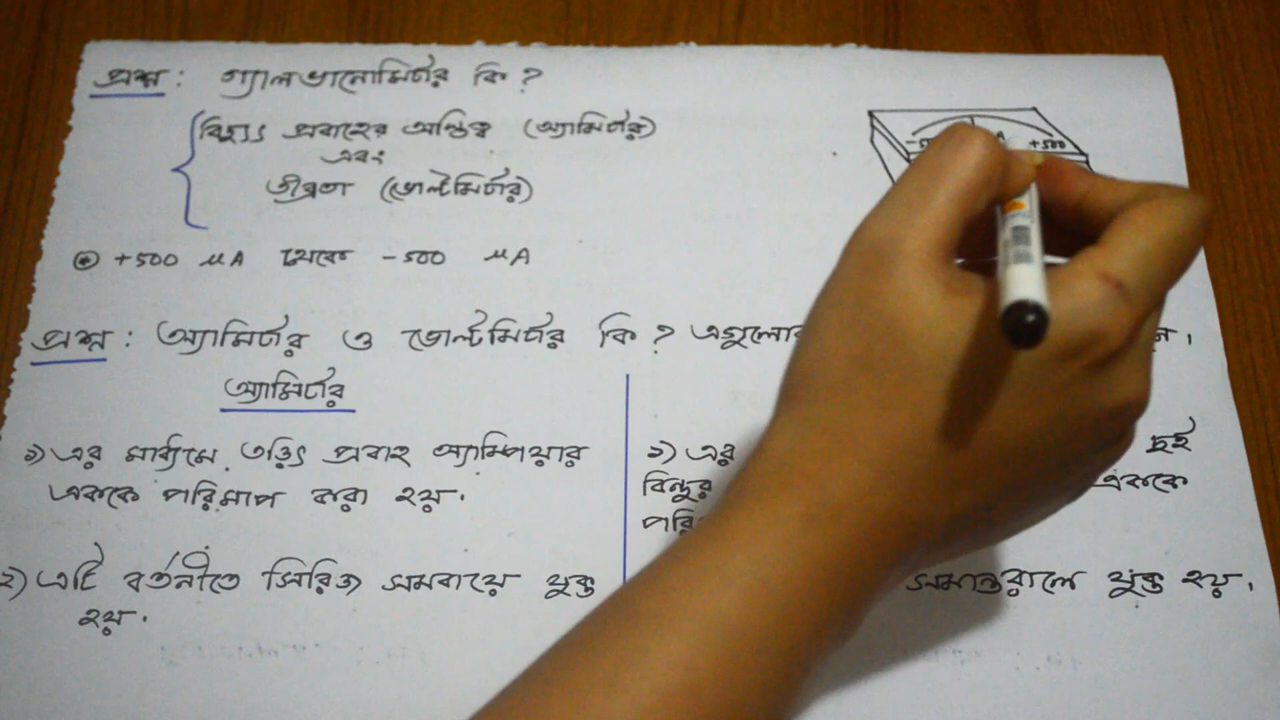 প্রশ্ন : গ্যালভানোমিটার কি ?
বিদ্যুৎ প্রবাহের অস্তিত্ব (অ্যামিটার)
এবং
তীব্রতা (ভোল্টমিটার)
+500
+500 μA থেকে -500 μA
প্রশ্ন : অ্যামিটার ও ভোল্টমিটার কি ? এগুলোর
অ্যামিটার
১) এর মাধ্যমে তড়িৎ প্রবাহ অ্যাম্পিয়ার
এককে পরিমাপ করা হয়.
২) এটি বর্তনীতে সিরিজ সমবায়ে যুক্ত
হয়.
১) এর দুই
বিন্দুর এককে
সমান্তরালে যুক্ত হয়.